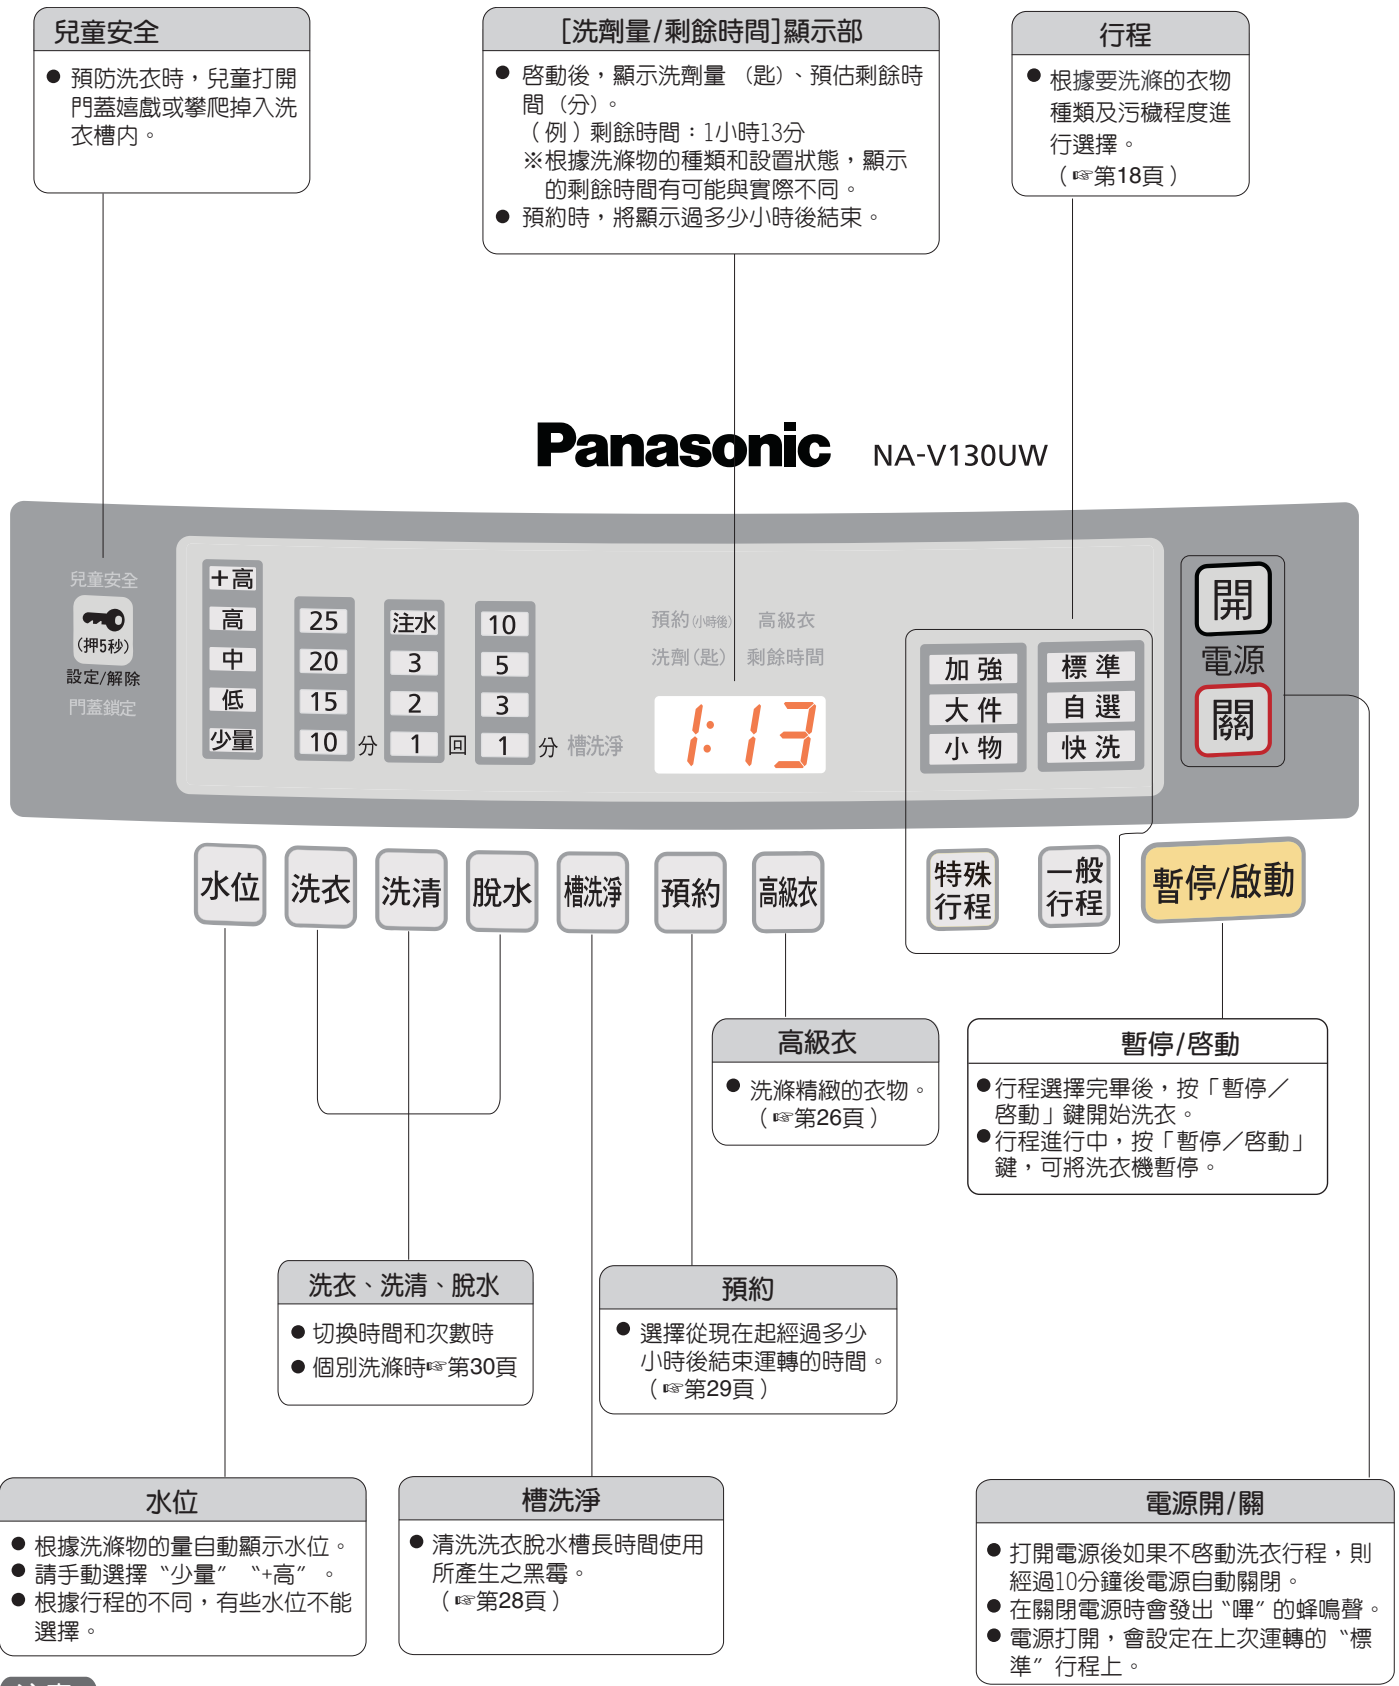 兒童安全
● 預防洗衣時，兒童打開
門蓋嬉戲或攀爬掉入洗
衣槽內。
[洗劑量/剩餘時間]顯示部
● 啓動後，顯示洗劑量 （匙）、預估剩餘時
間（分）。
（例）剩餘時間：1小時13分
※根據洗滌物的種類和設置狀態，顯示
的剩餘時間有可能與實際不同。
● 預約時，將顯示過多少小時後結束。
行程
● 根據要洗滌的衣物
種類及污穢程度進
行選擇。
（☞第18頁）
Panasonic NA-V130UW
兒童安全
(押5秒)
設定/解除
門蓋鎖定
+高
高
中
低
少量
25
20
15
10 分
注水
3
2
1 回
10
5
3
1 分
槽洗淨
預約(小時後) 高級衣
洗劑(匙) 剩餘時間
1:13
加強
大件
小物
標準
自選
快洗
開
電源
關
水位
洗衣
洗清
脫水
槽洗淨
預約
高級衣
特殊
行程
一般
行程
暫停/啟動
高級衣
● 洗滌精緻的衣物。
（☞第26頁）
暫停/啓動
●行程選擇完畢後，按「暫停／
啓動」鍵開始洗衣。
●行程進行中，按「暫停／啓動」
鍵，可將洗衣機暫停。
洗衣、洗清、脫水
● 切換時間和次數時
● 個別洗滌時☞第30頁
預約
● 選擇從現在起經過多少
小時後結束運轉的時間。
（☞第29頁）
水位
● 根據洗滌物的量自動顯示水位。
● 請手動選擇〝少量〞〝+高〞。
● 根據行程的不同，有些水位不能
選擇。
槽洗淨
● 清洗洗衣脫水槽長時間使用
所產生之黑霉。
（☞第28頁）
電源開/關
● 打開電源後如果不啓動洗衣行程，則
經過10分鐘後電源自動關閉。
● 在關閉電源時會發出〝嗶〞的蜂鳴聲。
● 電源打開，會設定在上次運轉的〝標
準〞行程上。